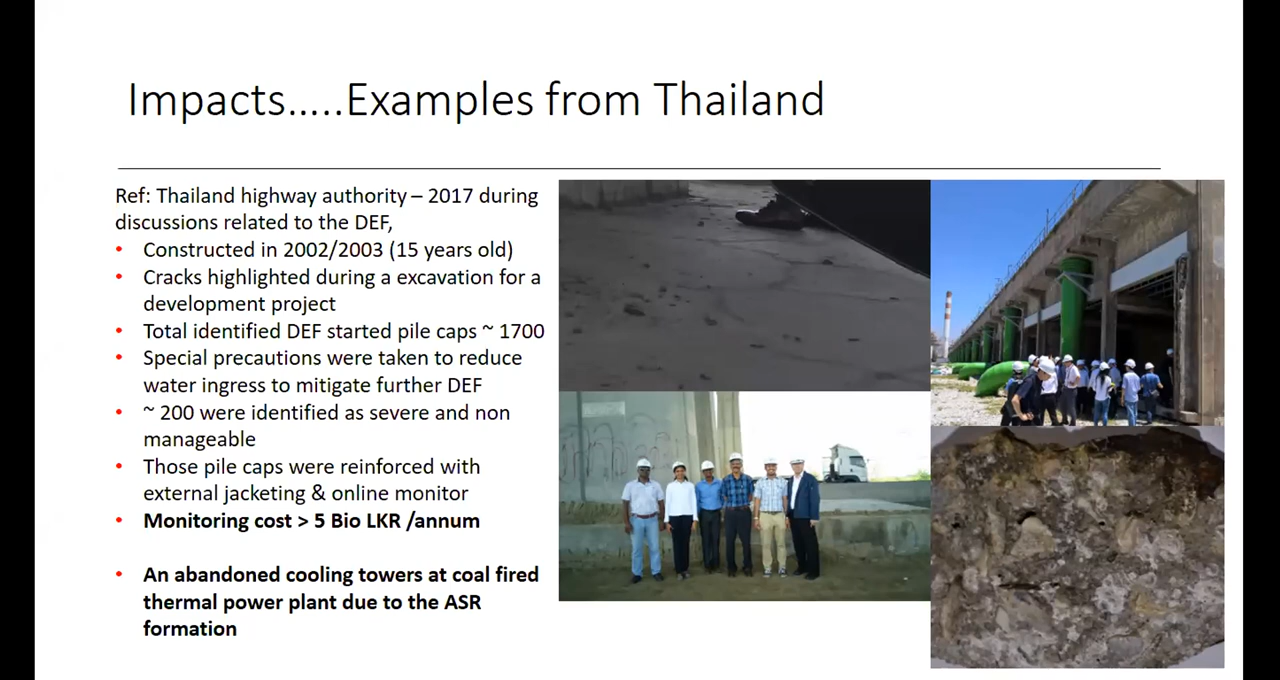 Impacts.....Examples from Thailand
Ref: Thailand highway authority – 2017 during
discussions related to the DEF,
• Constructed in 2002/2003 (15 years old)
• Cracks highlighted during a excavation for a
development project
• Total identified DEF started pile caps ~ 1700
• Special precautions were taken to reduce
water ingress to mitigate further DEF
• ~ 200 were identified as severe and non
manageable
• Those pile caps were reinforced with
external jacketing & online monitor
• Monitoring cost > 5 Bio LKR /annum
• An abandoned cooling towers at coal fired
thermal power plant due to the ASR
formation